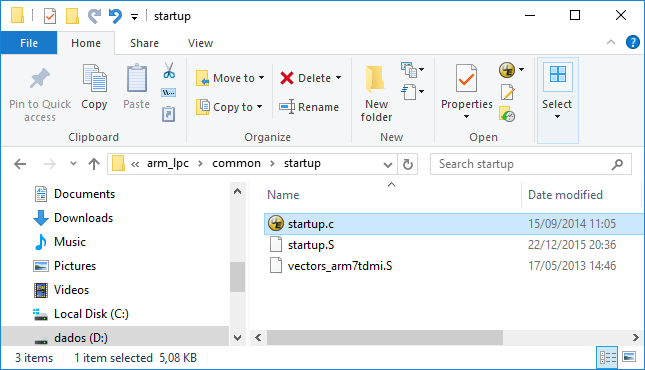 startup
File Home Share View
Pin to Quick access
Copy
Paste
Move to
Copy to
Delete
Rename
New folder
Properties
Select
Clipboard Organize New Open
« arm_lpc > common > startup
Search startup
Documents
Downloads
Music
Pictures
Videos
Local Disk (C:)
dados (D:)
Name Date modified
startup.c 15/09/2014 11:05
startup.S 22/12/2015 20:36
vectors_arm7tdmi.S 17/05/2013 14:46
3 items 1 item selected 5,08 KB